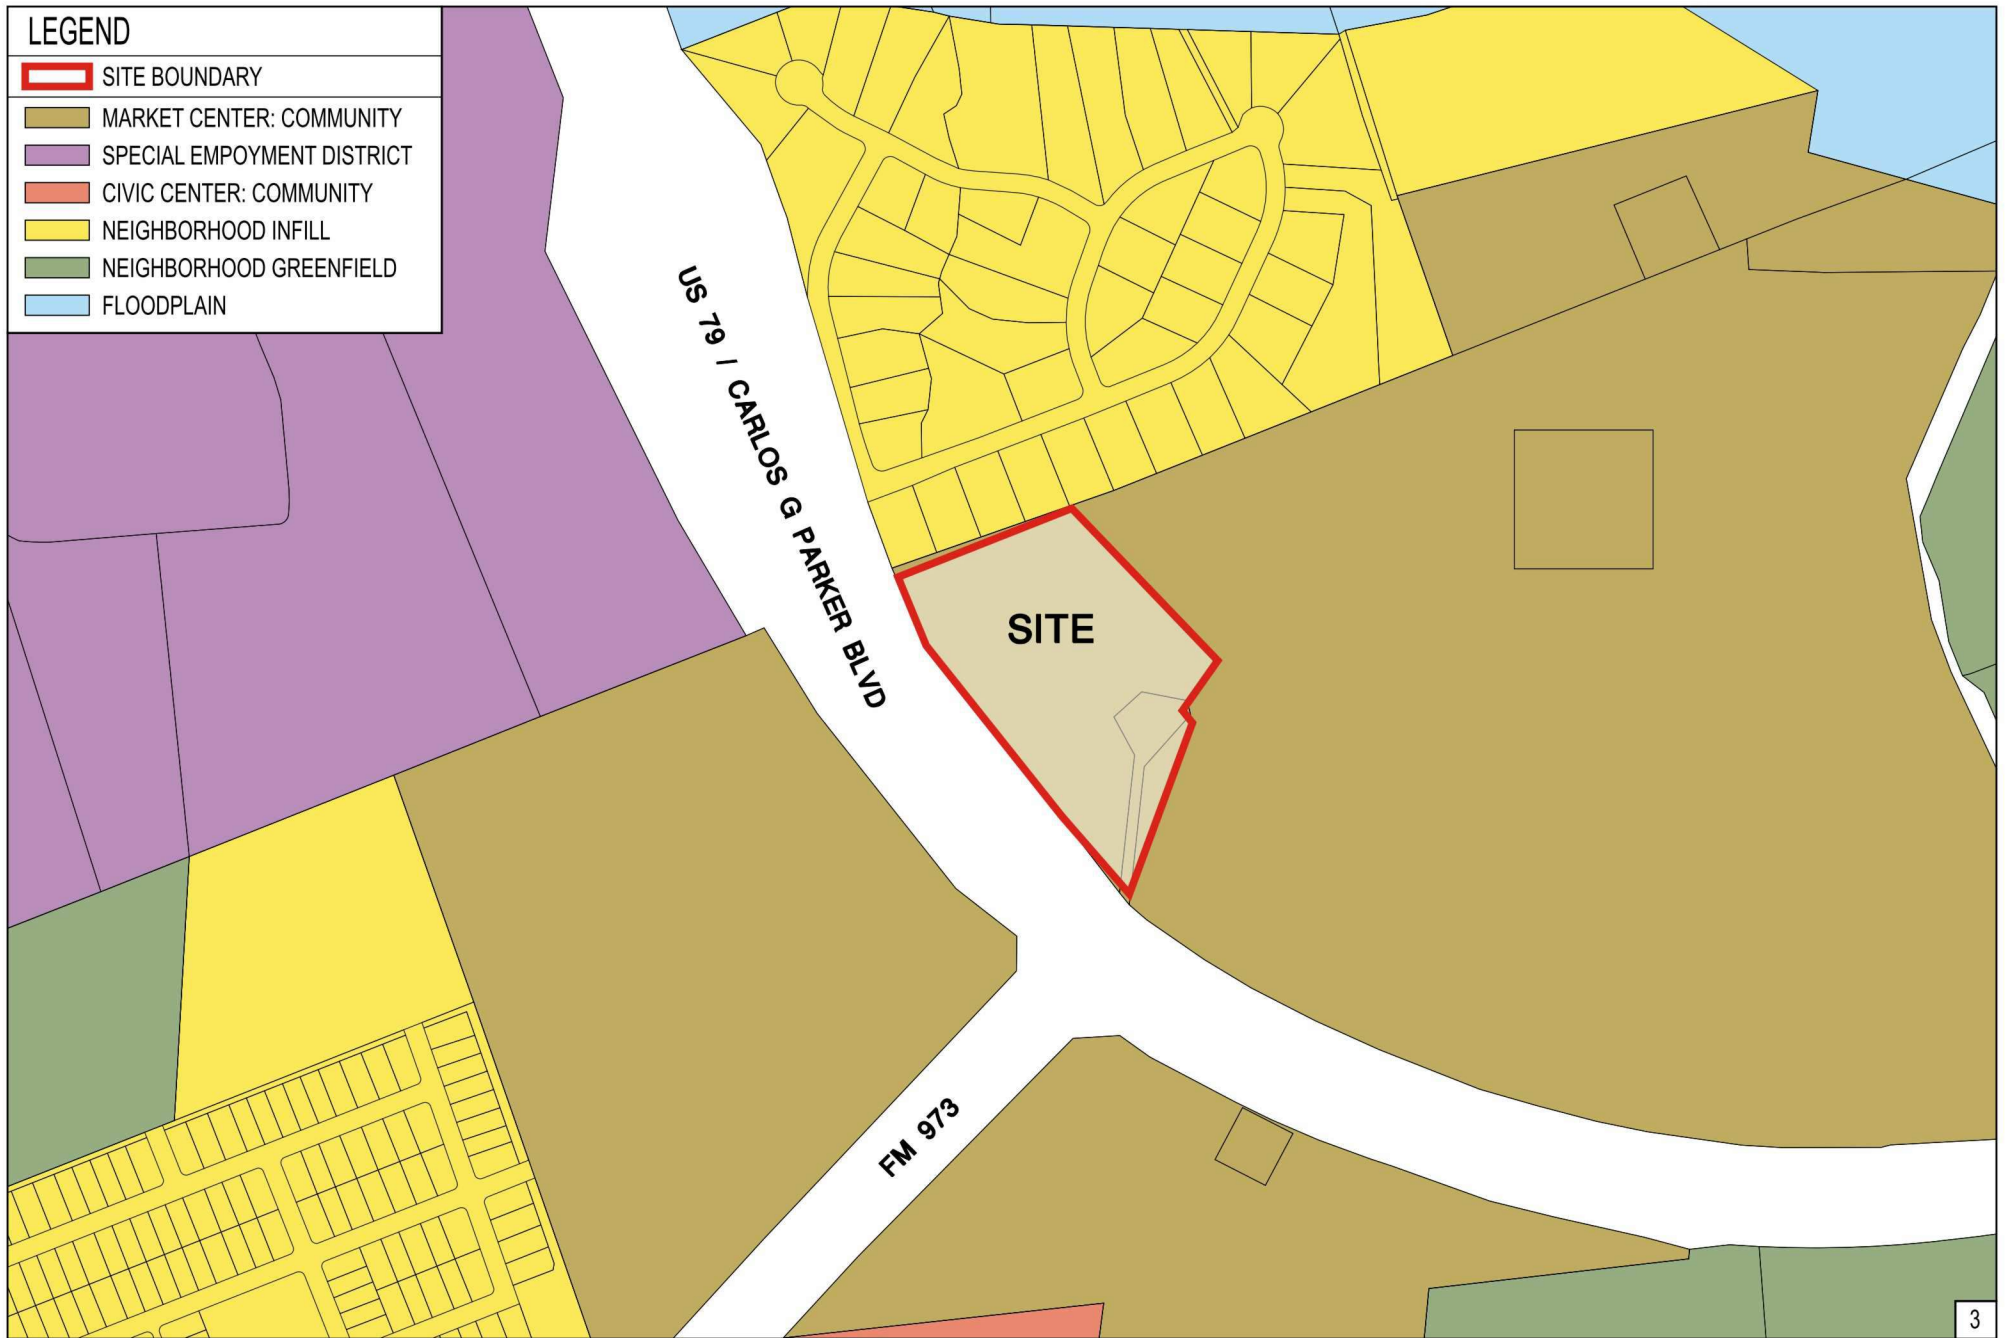 LEGEND
SITE BOUNDARY
MARKET CENTER: COMMUNITY
SPECIAL EMPOYMENT DISTRICT
CIVIC CENTER: COMMUNITY
NEIGHBORHOOD INFILL
NEIGHBORHOOD GREENFIELD
FLOODPLAIN
US 79 / CARLOS G PARKER BLVD
SITE
FM 973
3